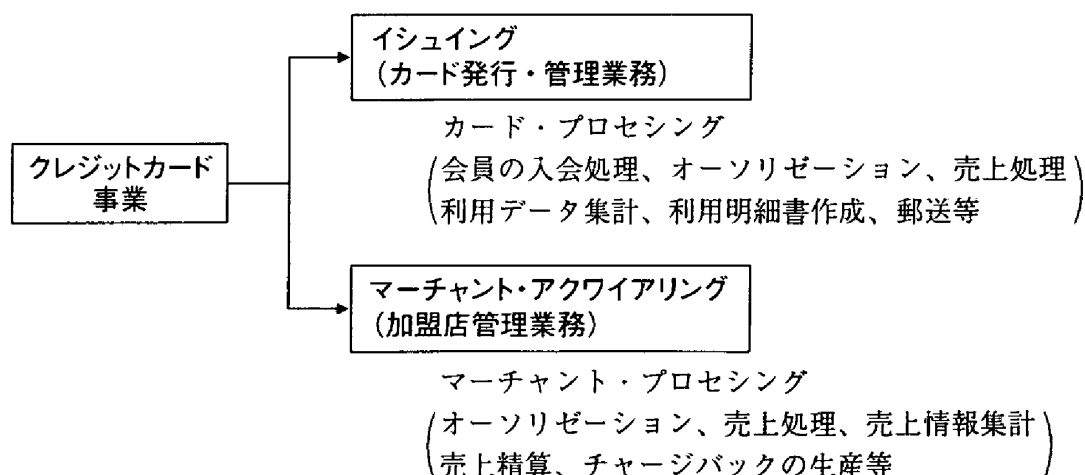 イシュイング
(カード発行・管理業務)
カード・プロセシング
(会員の入会処理、オーソリゼーション、売上処理
利用データ集計、利用明細書作成、郵送等)
クレジットカード
事業
マーチャント・アクワイアリング
(加盟店管理業務)
マーチャント・プロセシング
(オーソリゼーション、売上処理、売上情報集計
売上精算、チャージバックの生産等)